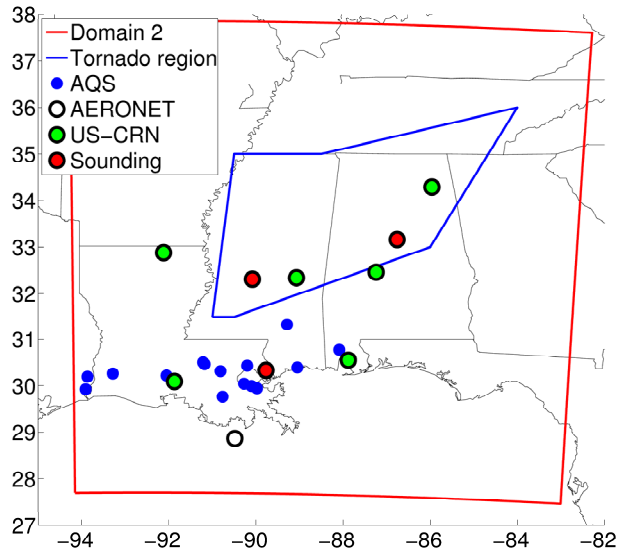 38
37
36
35
34
33
32
31
30
29
28
27
Domain 2
Tornado region
AQS
AERONET
US−CRN
Sounding
−94 −92 −90 −88 −86 −84 −82